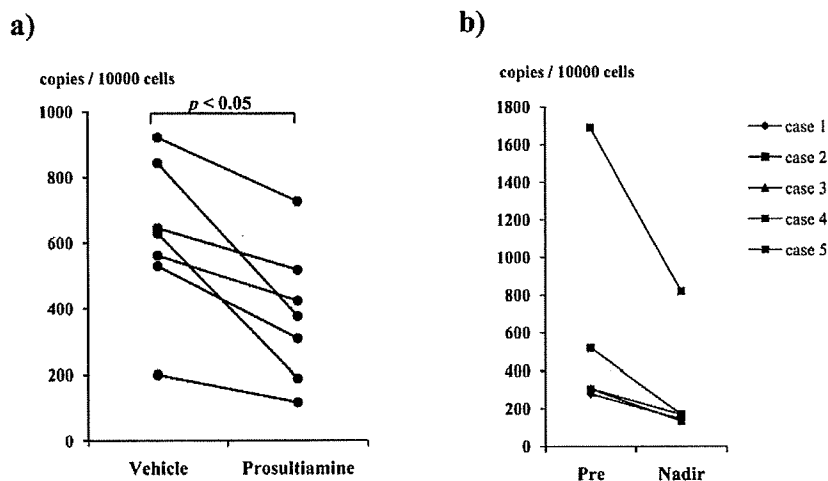 a)
copies / 10000 cells
p < 0.05
1000
800
600
400
200
0
Vehicle Prosultiamine
b)
copies / 10000 cells
1800
1600
1400
1200
1000
800
600
400
200
0
Pre Nadir
case 1
case 2
case 3
case 4
case 5